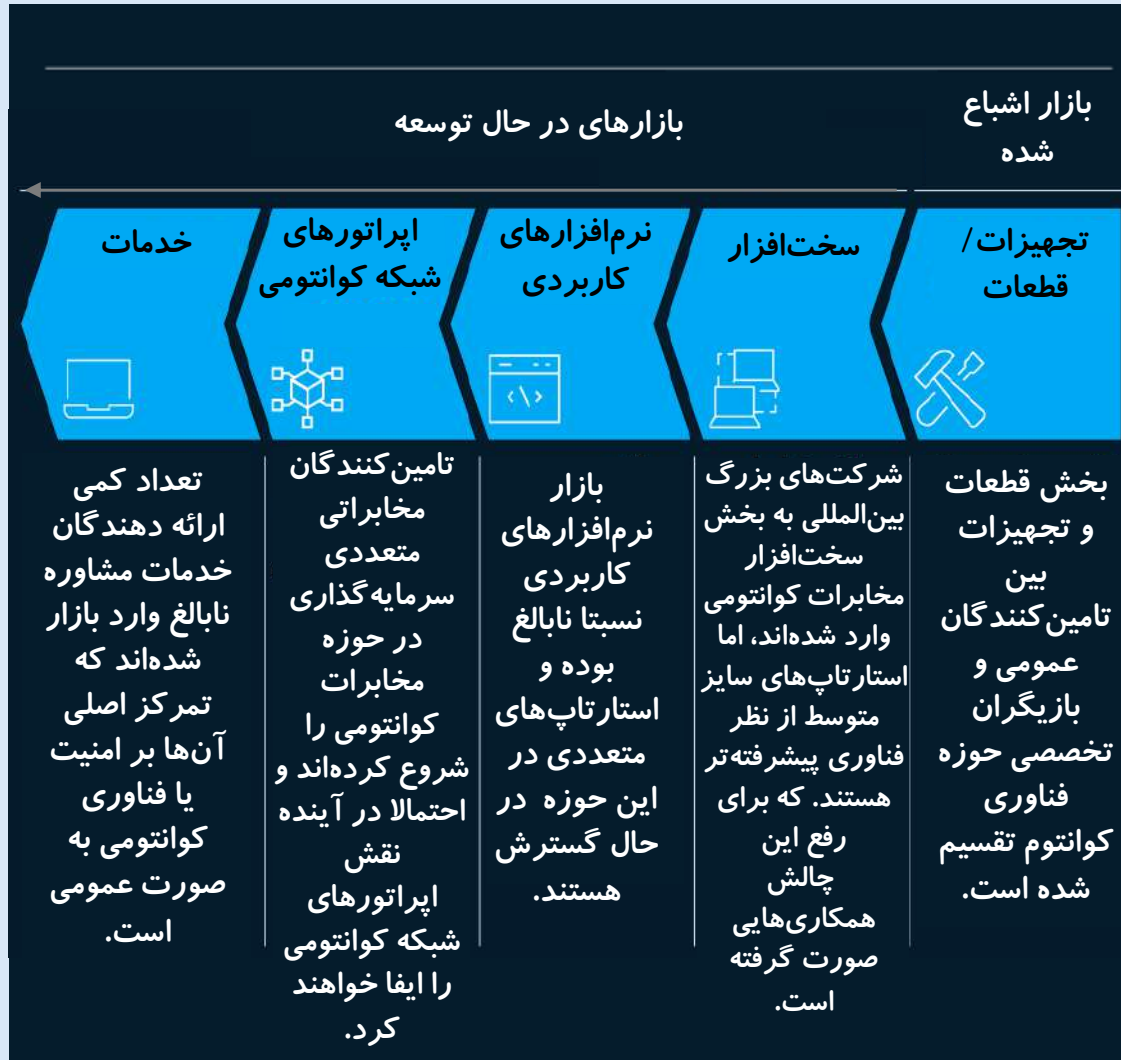 بازار اشباع
شده
بازارهای در حال توسعه
تجهیزات/
قطعات
سخت‌افزار
نرم‌افزارهای
کاربردی
اپراتورهای
شبکه کوانتومی
خدمات
بخش قطعات
و تجهیزات
بین
تامین‌کنندگان
عمومی و
بازیگران
تخصصی حوزه
فناوری
کوانتوم تقسیم
شده است.
شرکت‌های بزرگ
بین‌المللی به بخش
سخت‌افزار
مخابرات کوانتومی
وارد شده‌اند، اما
استارتاپ‌های سایز
متوسط از نظر
فناوری پیشرفته‌تر
هستند. که برای
رفع این
چالش
همکاری‌هایی
صورت گرفته
است.
بازار
نرم‌افزارهای
کاربردی
نسبتا نابالغ
بوده و
استارتاپ‌های
متعددی در
این حوزه در
حال گسترش
هستند.
تامین‌کنندگان
مخابراتی
متعددی
سرمایه‌گذاری
در حوزه
مخابرات
کوانتومی را
شروع کرده‌اند و
احتمالا در آینده
نقش
اپراتورهای
شبکه کوانتومی
را ایفا خواهند
کرد.
تعداد کمی
ارائه دهندگان
خدمات مشاوره
نابالغ وارد بازار
شده‌اند که
تمرکز اصلی
آن‌ها بر امنیت
یا فناوری
کوانتومی به
صورت عمومی
است.